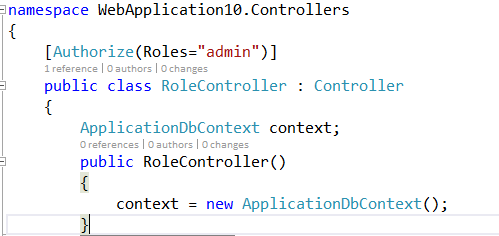 namespace WebApplication10.Controllers
{
[Authorize(Roles="admin")]
1 reference | 0 authors | 0 changes
public class RoleController : Controller
{
ApplicationDbContext context;
0 references | 0 authors | 0 changes
public RoleController()
{
context = new ApplicationDbContext();
}